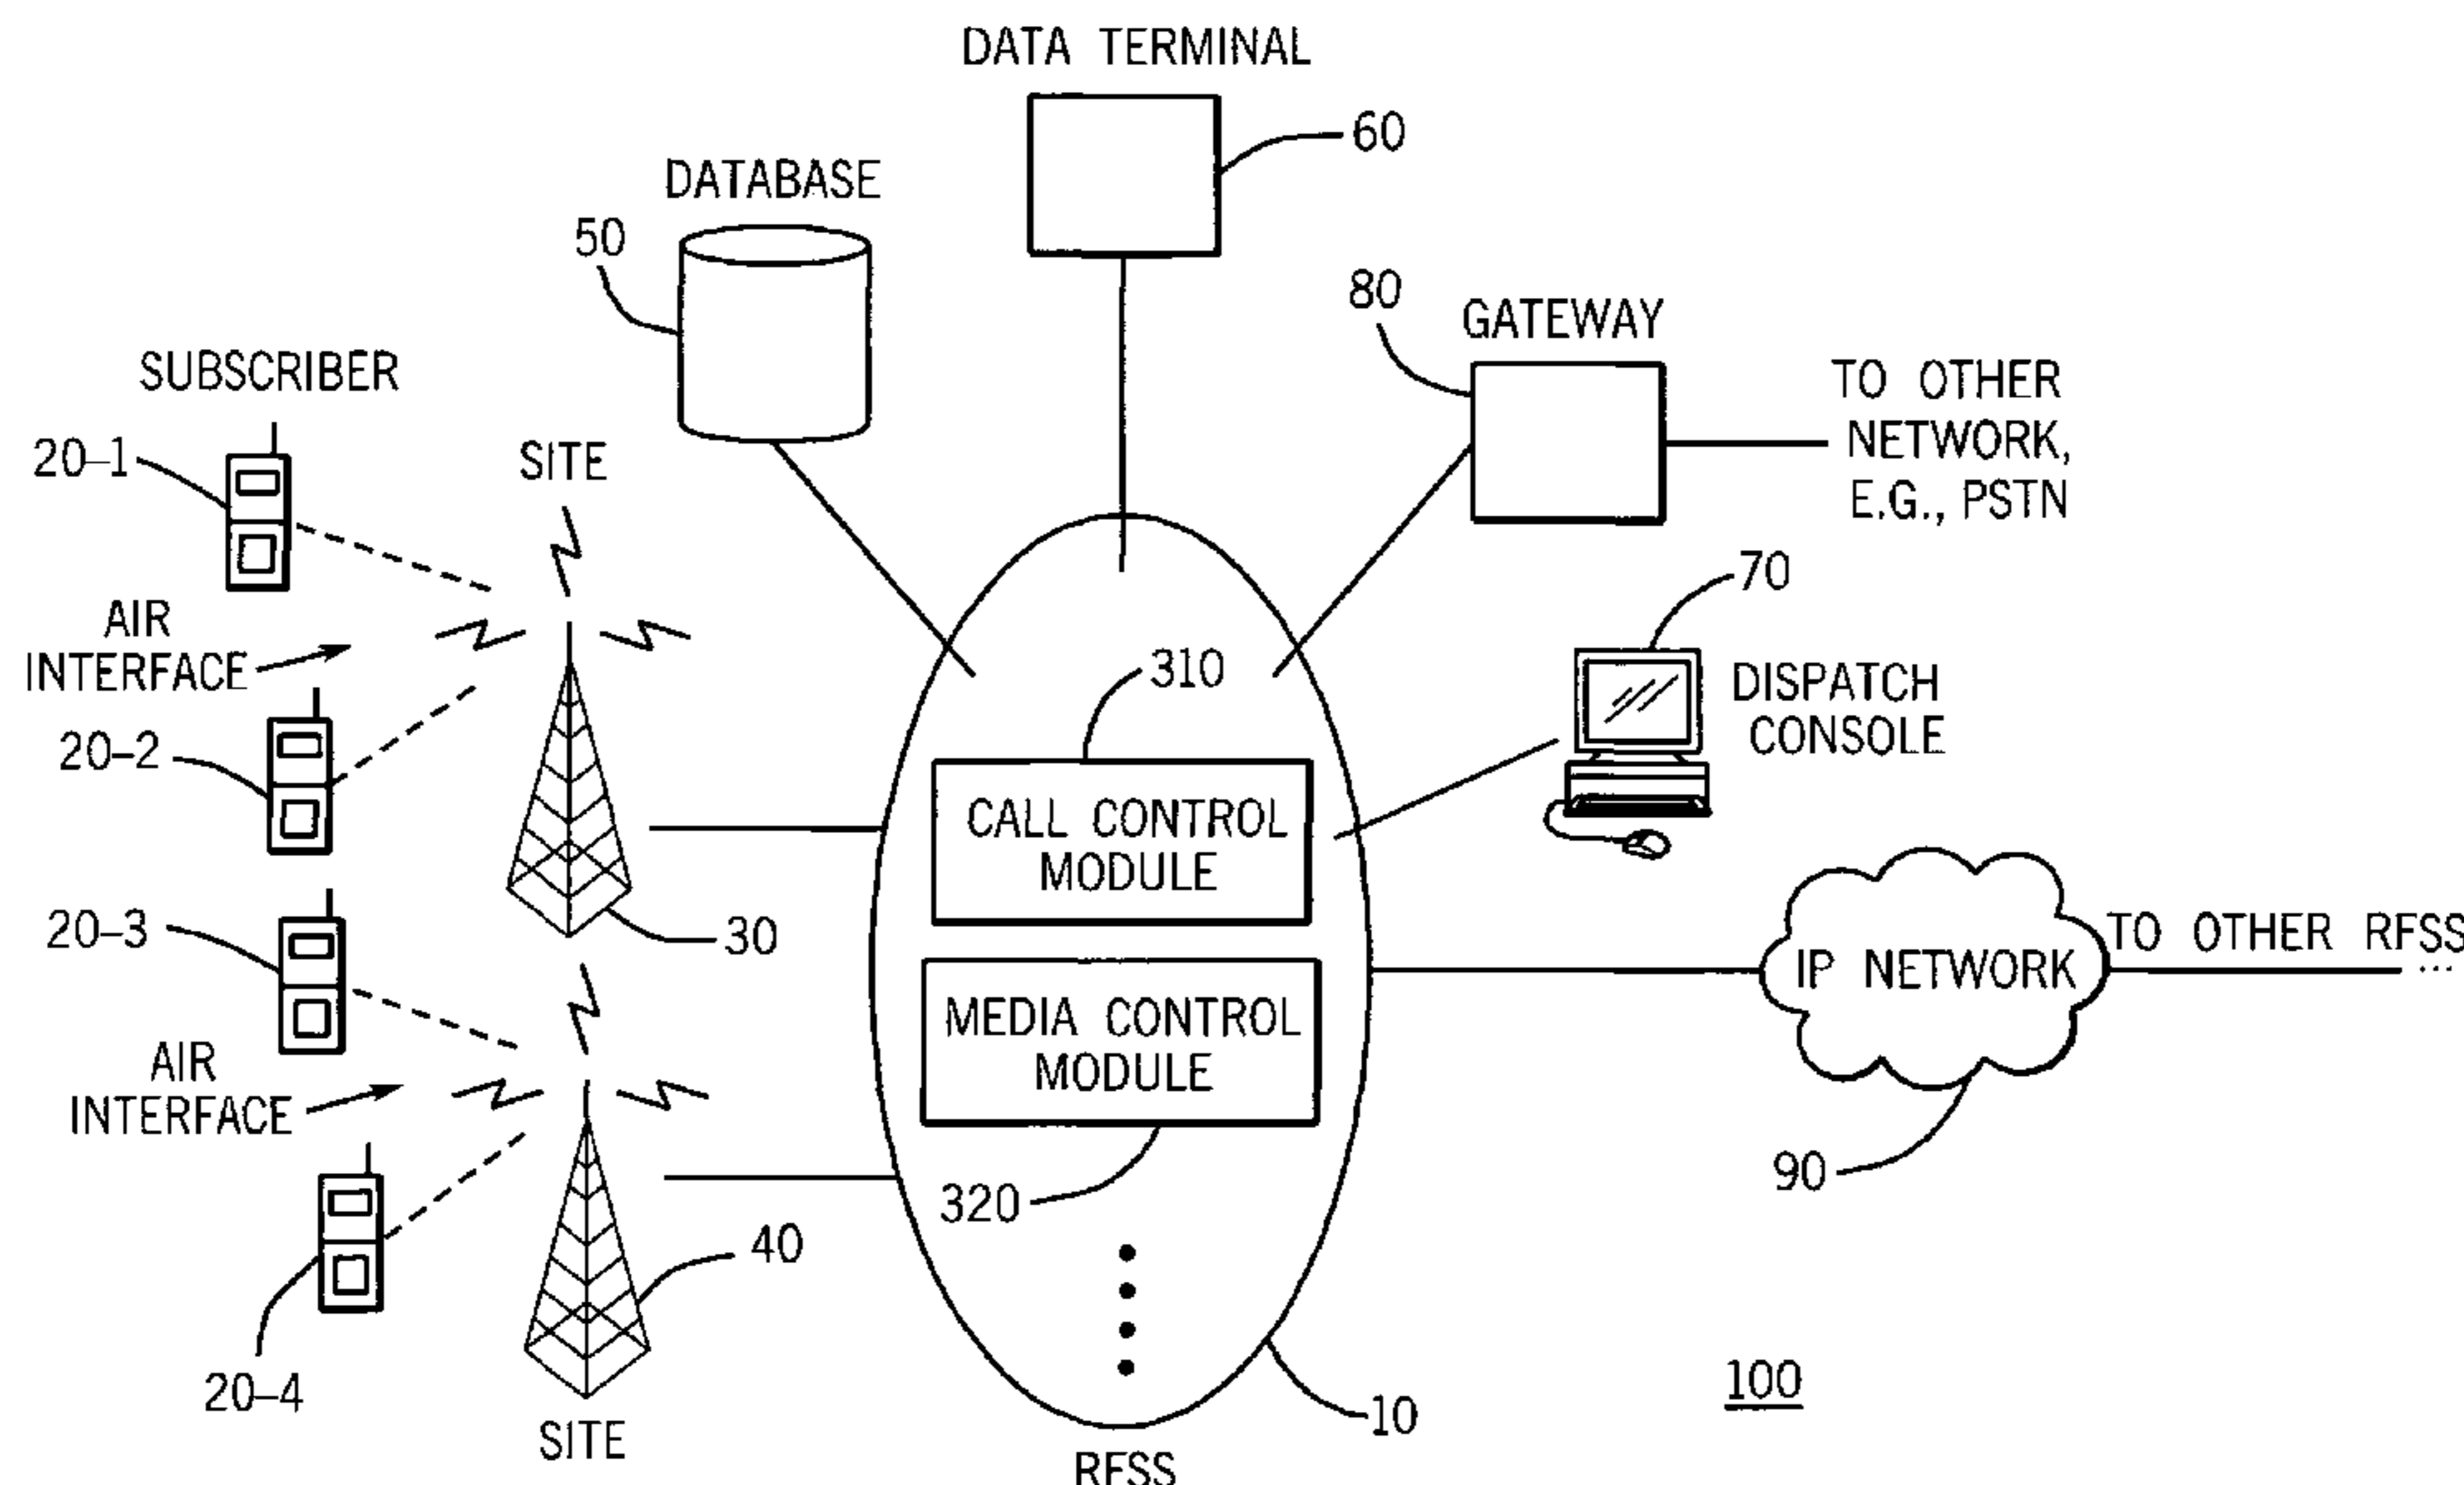 DATA TERMINAL
60
DATABASE
50
80
GATEWAY
TO OTHER
NETWORK,
E.G., PSTN
SUBSCRIBER
20–1
SITE
AIR
INTERFACE
70
DISPATCH
CONSOLE
310
CALL CONTROL
MODULE
20–2
30
20–3
MEDIA CONTROL
MODULE
320
IP NETWORK
TO OTHER RFSS
...
90
AIR
INTERFACE
40
20–4
SITE
10
RFSS
100